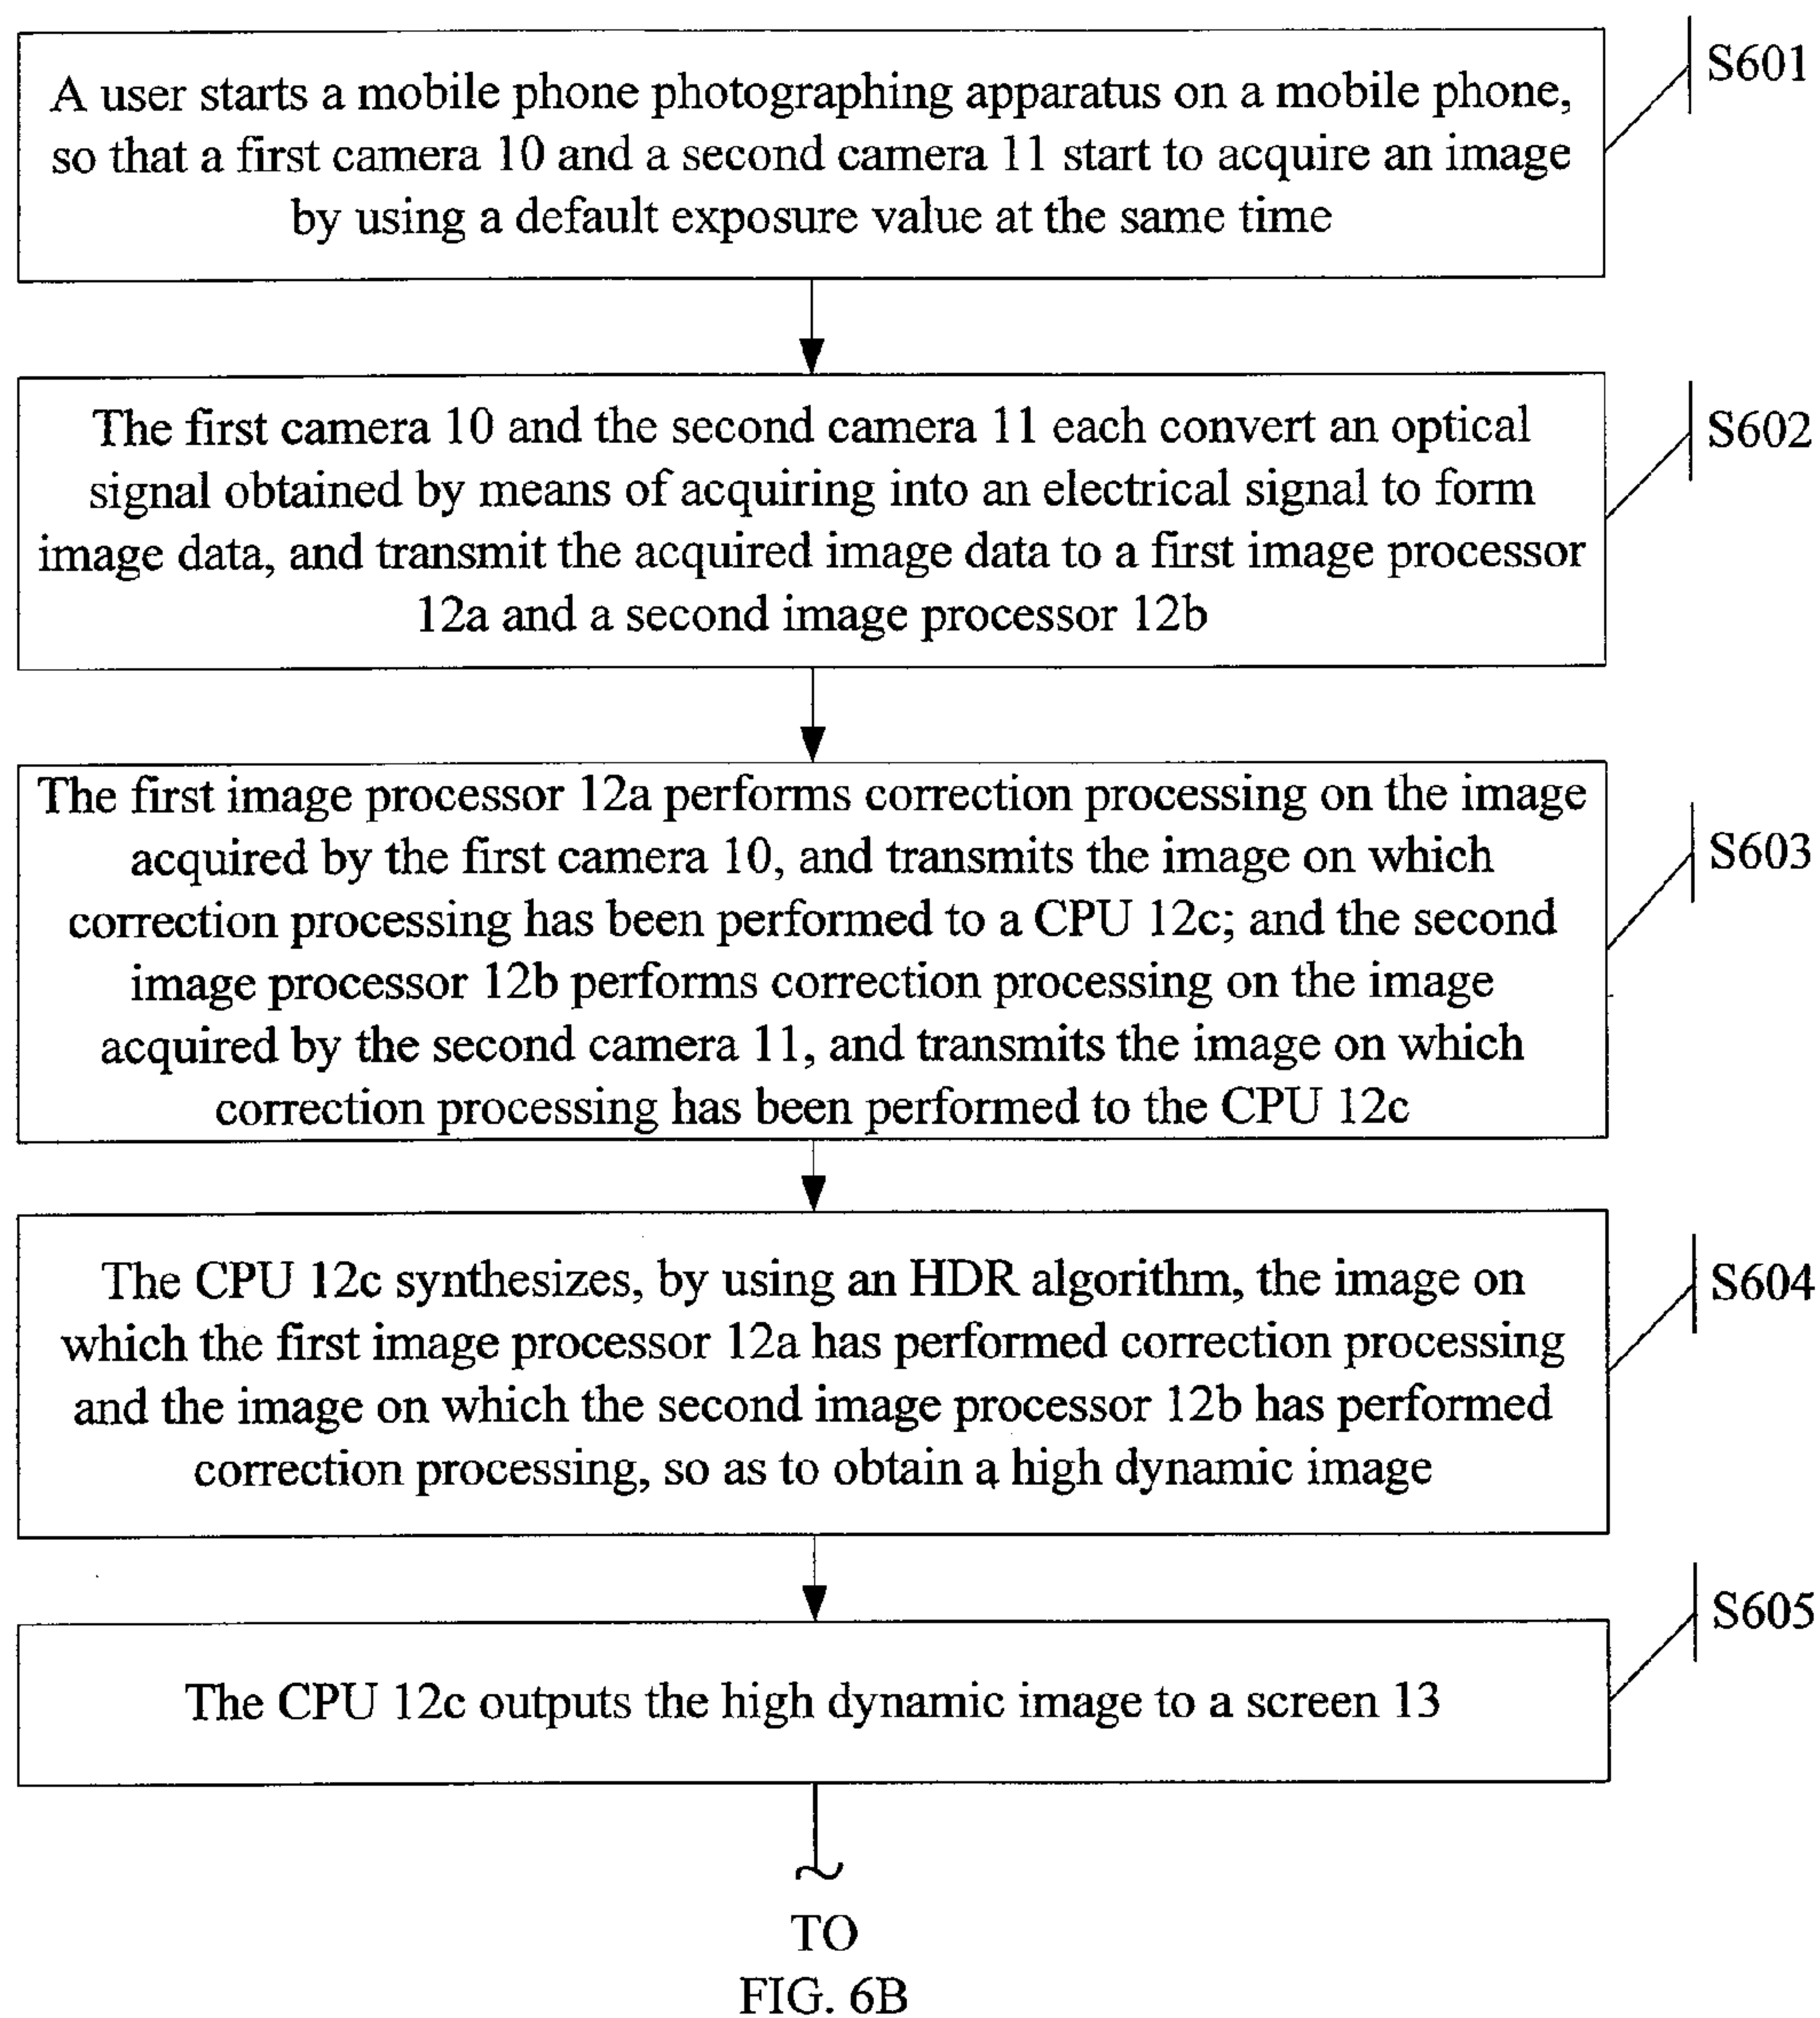 A user starts a mobile phone photographing apparatus on a mobile phone,
so that a first camera 10 and a second camera 11 start to acquire an image
by using a default exposure value at the same time
S601
The first camera 10 and the second camera 11 each convert an optical
signal obtained by means of acquiring into an electrical signal to form
image data, and transmit the acquired image data to a first image processor
12a and a second image processor 12b
S602
The first image processor 12a performs correction processing on the image
acquired by the first camera 10, and transmits the image on which
correction processing has been performed to a CPU 12c; and the second
image processor 12b performs correction processing on the image
acquired by the second camera 11, and transmits the image on which
correction processing has been performed to the CPU 12c
S603
The CPU 12c synthesizes, by using an HDR algorithm, the image on
which the first image processor 12a has performed correction processing
and the image on which the second image processor 12b has performed
correction processing, so as to obtain a high dynamic image
S604
The CPU 12c outputs the high dynamic image to a screen 13
S605
TO
FIG. 6B